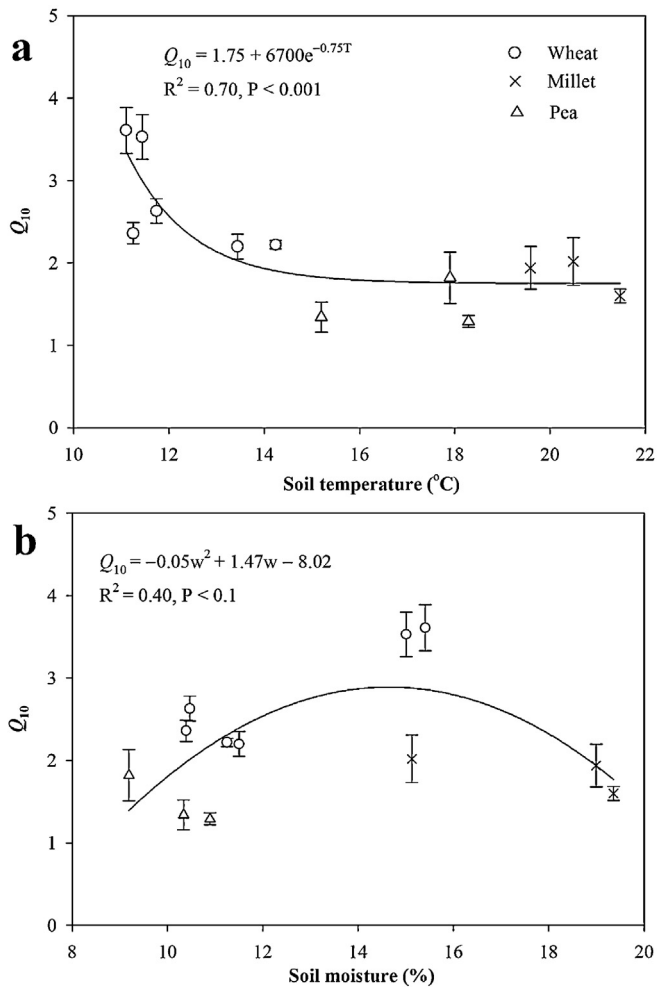 a
Q10 = 1.75 + 6700e−0.75T
R2 = 0.70, P < 0.001
Wheat
Millet
Pea
5
4
3
2
1
0
Q10
10 12 14 16 18 20 22
Soil temperature (oC)
b
Q10 = −0.05w2 + 1.47w − 8.02
R2 = 0.40, P < 0.1
5
4
3
2
1
0
Q10
8 10 12 14 16 18 20
Soil moisture (%)